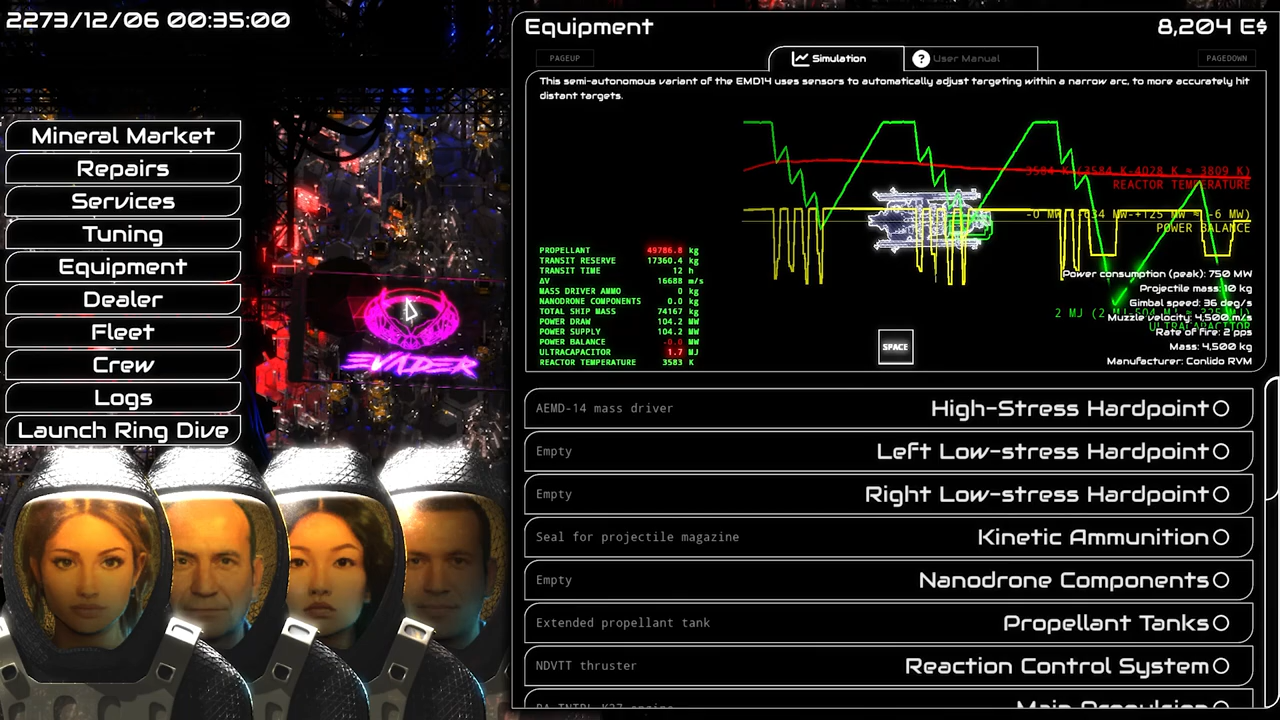 2273/12/06 00:35:00
Mineral Market
Repairs
Services
Tuning
Equipment
Dealer
Fleet
Crew
Logs
Launch Ring Dive
EVADER
Equipment
8,204 E$
PAGEUP
Simulation
? User Manual
PAGEDOWN
This semi-autonomous variant of the EMD14 uses sensors to automatically adjust targeting within a narrow arc, to more accurately hit
distant targets.
3584 K (3584 K-4028 K ≈ 3809 K)
REACTOR TEMPERATURE
POWER BALANCE
PROPELLANT 49786.8 kg
TRANSIT RESERVE 17360.4 kg
TRANSIT TIME 12 h
ΔV 16688 m/s
MASS DRIVER AMMO 0 kg
NANODRONE COMPONENTS 0.0 kg
TOTAL SHIP MASS 74167 kg
POWER DRAW 104.2 MW
POWER SUPPLY 104.2 MW
POWER BALANCE -0.0 MW
ULTRACAPACITOR 1.7 MJ
REACTOR TEMPERATURE 3583 K
SPACE
Power consumption (peak): 750 MW
Projectile mass: 10 kg
Gimbal speed: 36 deg/s
Muzzle velocity: 4,500 m/s
ULTRACAPACITOR
Rate of fire: 2 pps
Mass: 4,500 kg
Manufacturer: Conlido RVM
AEMD-14 mass driver High-Stress Hardpoint
Empty Left Low-stress Hardpoint
Empty Right Low-stress Hardpoint
Seal for projectile magazine Kinetic Ammunition
Empty Nanodrone Components
Extended propellant tank Propellant Tanks
NDVTT thruster Reaction Control System
Main Propulsion